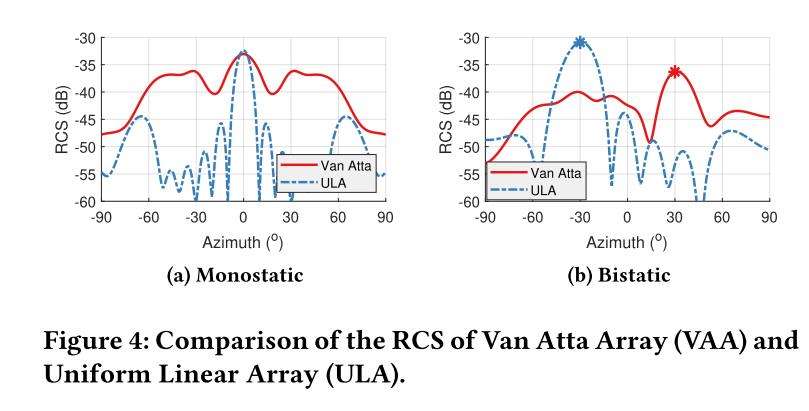 -30
-35
-40
-45
-50
-55
-60
RCS (dB)
Van Atta
ULA
-90 -60 -30 0 30 60 90
Azimuth (o)
(a) Monostatic
-30
-35
-40
-45
-50
-55
-60
RCS (dB)
Van Atta
ULA
-90 -60 -30 0 30 60 90
Azimuth (o)
(b) Bistatic
Figure 4: Comparison of the RCS of Van Atta Array (VAA) and
Uniform Linear Array (ULA).